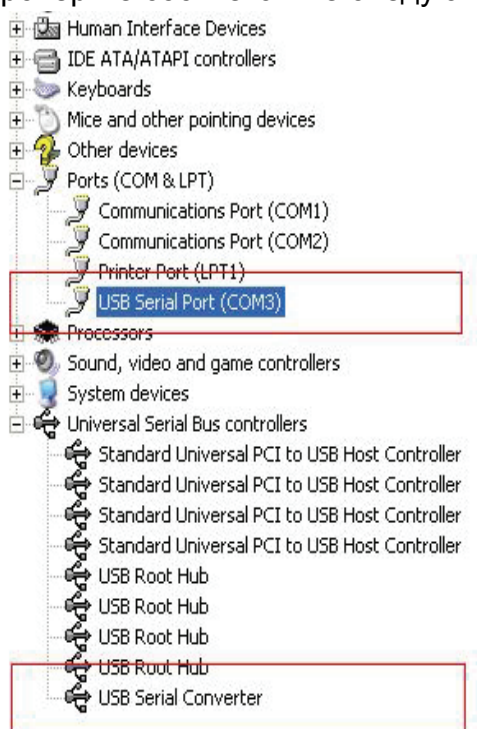 Human Interface Devices
IDE ATA/ATAPI controllers
Keyboards
Mice and other pointing devices
Other devices
Ports (COM & LPT)
Communications Port (COM1)
Communications Port (COM2)
Printer Port (LPT1)
USB Serial Port (COM3)
Processors
Sound, video and game controllers
System devices
Universal Serial Bus controllers
Standard Universal PCI to USB Host Controller
Standard Universal PCI to USB Host Controller
Standard Universal PCI to USB Host Controller
Standard Universal PCI to USB Host Controller
USB Root Hub
USB Root Hub
USB Root Hub
USB Root Hub
USB Serial Converter